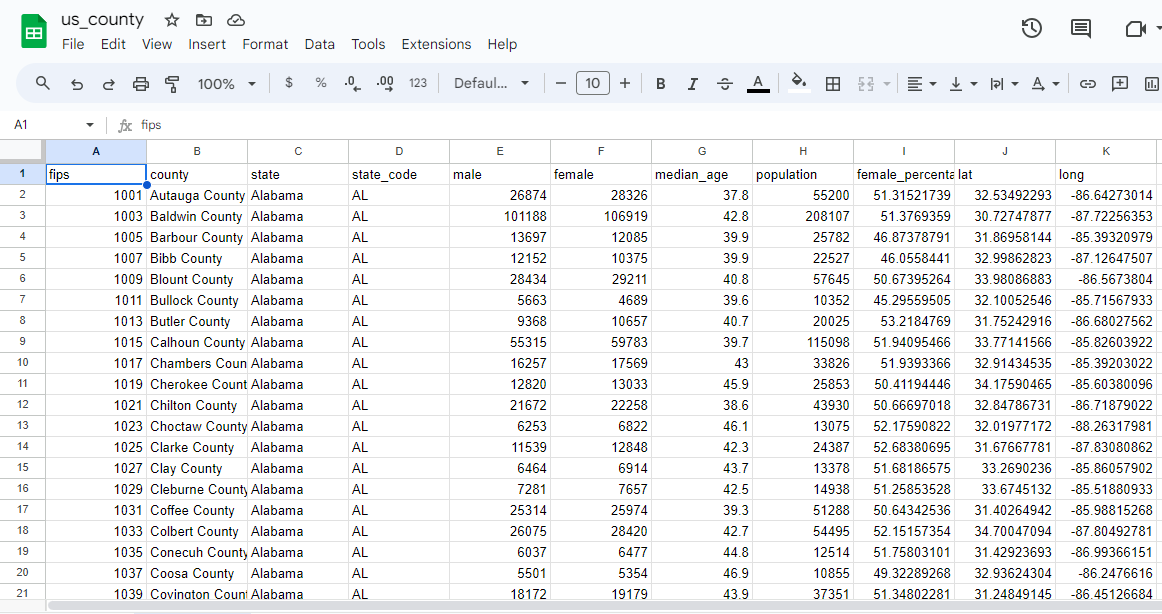 us_county
File Edit View Insert Format Data Tools Extensions Help
100% $ % .0 .00 123 Defaul... − 10 + B I S A A
A1 fx fips
A B C D E F G H I J K
1 fips county state state_code male female median_age population female_percenta lat long
2 1001 Autauga County Alabama AL 26874 28326 37.8 55200 51.31521739 32.53492293 -86.64273014
3 1003 Baldwin County Alabama AL 101188 106919 42.8 208107 51.3769359 30.72747877 -87.72256353
4 1005 Barbour County Alabama AL 13697 12085 39.9 25782 46.87378791 31.86958144 -85.39320979
5 1007 Bibb County Alabama AL 12152 10375 39.9 22527 46.0558441 32.99862823 -87.12647507
6 1009 Blount County Alabama AL 28434 29211 40.8 57645 50.67395264 33.98086883 -86.5673804
7 1011 Bullock County Alabama AL 5663 4689 39.6 10352 45.29559505 32.10052546 -85.71567933
8 1013 Butler County Alabama AL 9368 10657 40.7 20025 53.2184769 31.75242916 -86.68027562
9 1015 Calhoun County Alabama AL 55315 59783 39.7 115098 51.94095466 33.77141566 -85.82603922
10 1017 Chambers Coun Alabama AL 16257 17569 43 33826 51.9393366 32.91434535 -85.39203022
11 1019 Cherokee Count Alabama AL 12820 13033 45.9 25853 50.41194446 34.17590465 -85.60380096
12 1021 Chilton County Alabama AL 21672 22258 38.6 43930 50.66697018 32.84786731 -86.71879022
13 1023 Choctaw County Alabama AL 6253 6822 46.1 13075 52.17590822 32.01977172 -88.26317981
14 1025 Clarke County Alabama AL 11539 12848 42.3 24387 52.68380695 31.67667781 -87.83080862
15 1027 Clay County Alabama AL 6464 6914 43.7 13378 51.68186575 33.2690236 -85.86057902
16 1029 Cleburne County Alabama AL 7281 7657 42.5 14938 51.25853528 33.6745132 -85.51880933
17 1031 Coffee County Alabama AL 25314 25974 39.3 51288 50.64342536 31.40264942 -85.98815268
18 1033 Colbert County Alabama AL 26075 28420 42.7 54495 52.15157354 34.70047094 -87.80492781
19 1035 Conecuh County Alabama AL 6037 6477 44.8 12514 51.75803101 31.42923693 -86.99366151
20 1037 Coosa County Alabama AL 5501 5354 46.9 10855 49.32289268 32.93624304 -86.2476616
21 1039 Covington Count Alabama AL 18172 19179 43.9 37351 51.34802281 31.24849145 -86.45126684